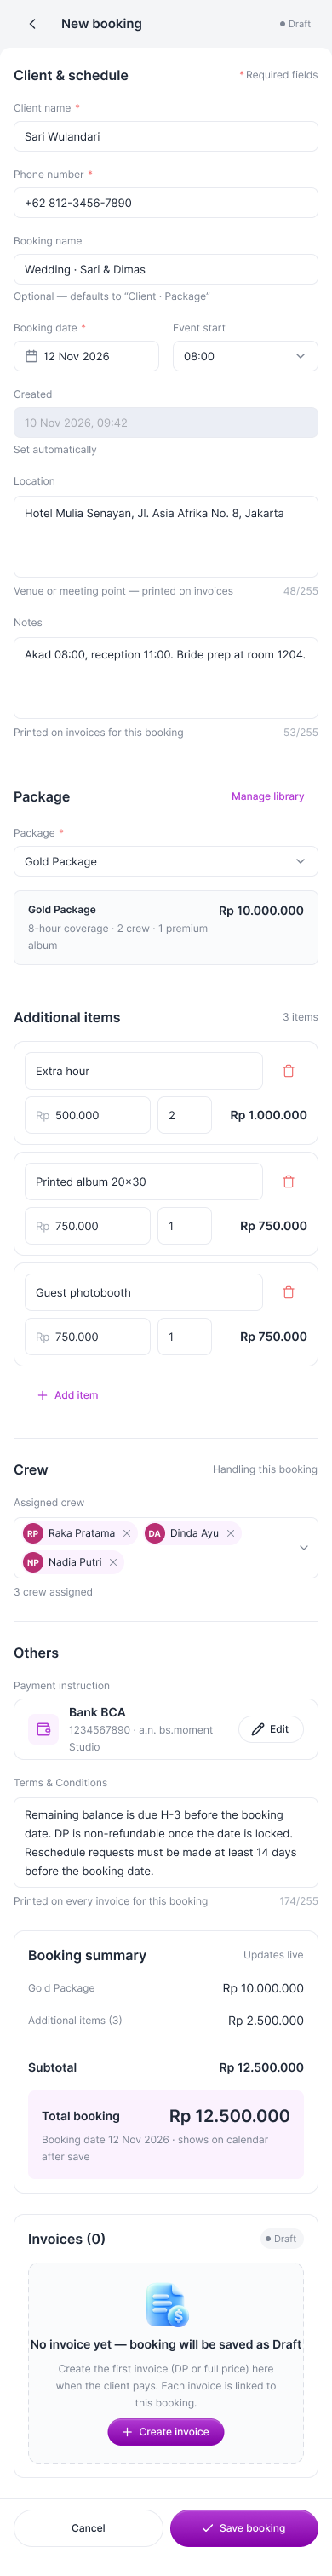 New booking
Draft
Client & schedule
* Required fields
Client name *
Sari Wulandari
Phone number *
+62 812-3456-7890
Booking name
Wedding · Sari & Dimas
Optional — defaults to “Client · Package”
Booking date *
Event start
12 Nov 2026
08:00
Created
10 Nov 2026, 09:42
Set automatically
Location
Hotel Mulia Senayan, Jl. Asia Afrika No. 8, Jakarta
Venue or meeting point — printed on invoices
48/255
Notes
Akad 08:00, reception 11:00. Bride prep at room 1204.
Printed on invoices for this booking
53/255
Package
Manage library
Package *
Gold Package
Gold Package
Rp 10.000.000
8-hour coverage · 2 crew · 1 premium
album
Additional items
3 items
Extra hour
Rp 500.000
2
Rp 1.000.000
Printed album 20×30
Rp 750.000
1
Rp 750.000
Guest photobooth
Rp 750.000
1
Rp 750.000
Add item
Crew
Handling this booking
Assigned crew
RP Raka Pratama
DA Dinda Ayu
NP Nadia Putri
3 crew assigned
Others
Payment instruction
Bank BCA
1234567890 · a.n. bs.moment
Studio
Edit
Terms & Conditions
Remaining balance is due H-3 before the booking
date. DP is non-refundable once the date is locked.
Reschedule requests must be made at least 14 days
before the booking date.
Printed on every invoice for this booking
174/255
Booking summary
Updates live
Gold Package
Rp 10.000.000
Additional items (3)
Rp 2.500.000
Subtotal
Rp 12.500.000
Total booking
Rp 12.500.000
Booking date 12 Nov 2026 · shows on calendar
after save
Invoices (0)
Draft
$
No invoice yet — booking will be saved as Draft
Create the first invoice (DP or full price) here
when the client pays. Each invoice is linked to
this booking.
Create invoice
Cancel
Save booking